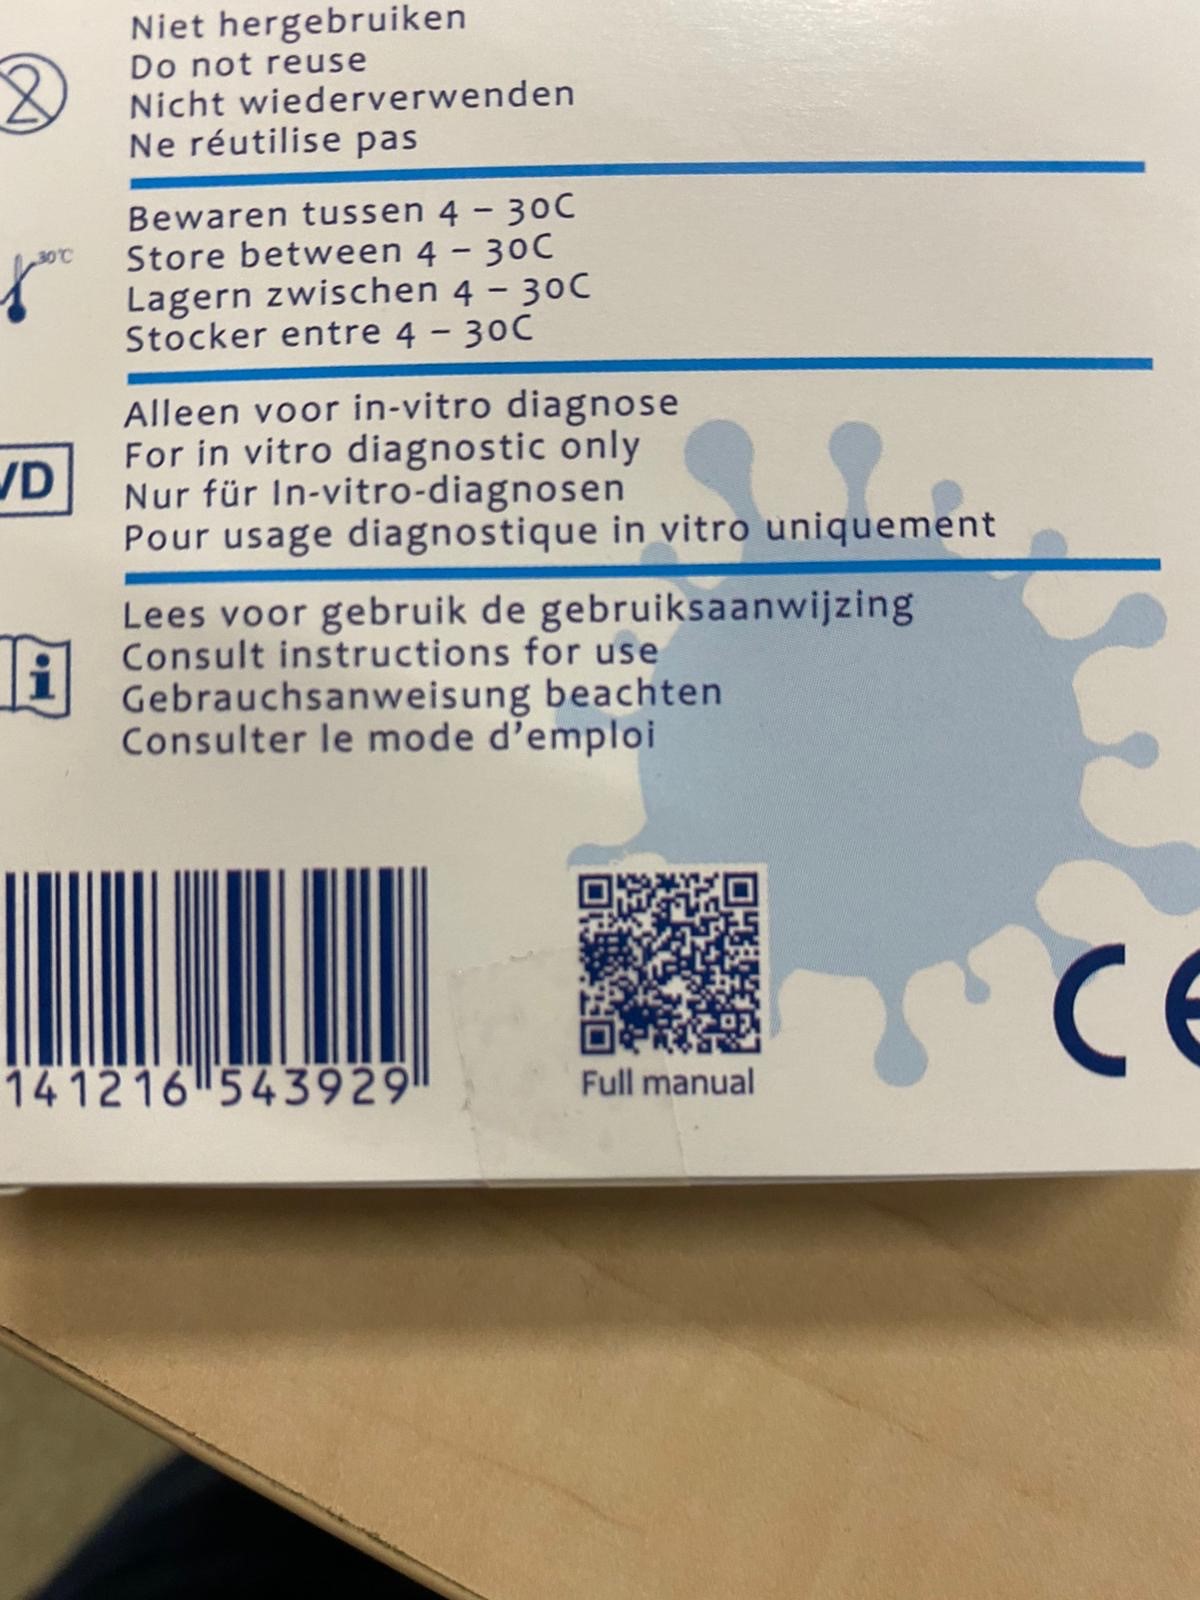 Niet hergebruiken
Do not reuse
Nicht wiederverwenden
Ne réutilise pas
Bewaren tussen 4 – 30C
Store between 4 – 30C
Lagern zwischen 4 – 30C
Stocker entre 4 – 30C
30°C
Alleen voor in-vitro diagnose
For in vitro diagnostic only
Nur für In-vitro-diagnosen
Pour usage diagnostique in vitro uniquement
VD
Lees voor gebruik de gebruiksaanwijzing
Consult instructions for use
Gebrauchsanweisung beachten
Consulter le mode d'emploi
i
141216 543929
Full manual
CE